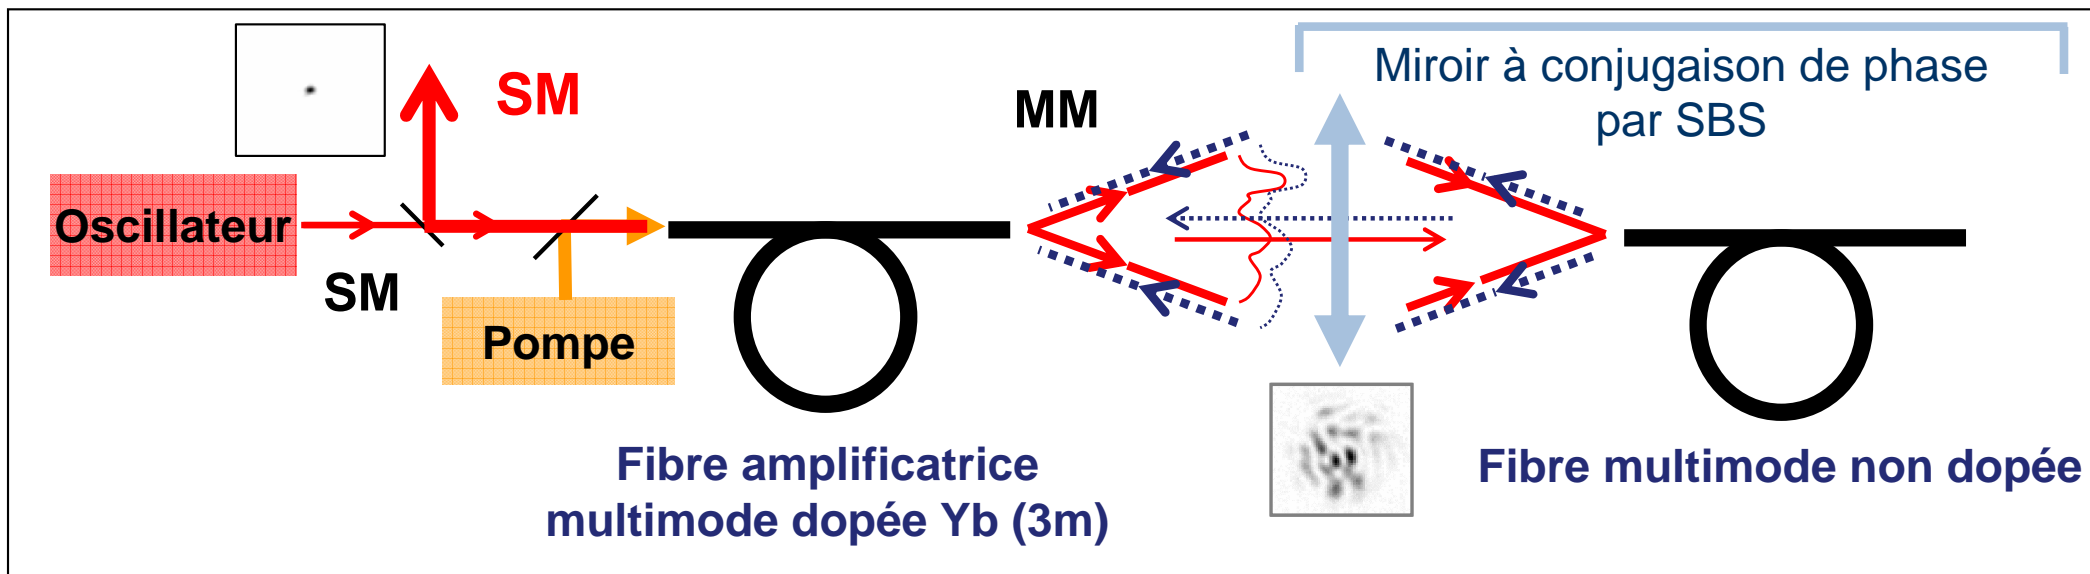 SM
MM
Miroir à conjugaison de phase
par SBS
Oscillateur
SM
Pompe
Fibre amplificatrice
multimode dopée Yb (3m)
Fibre multimode non dopée